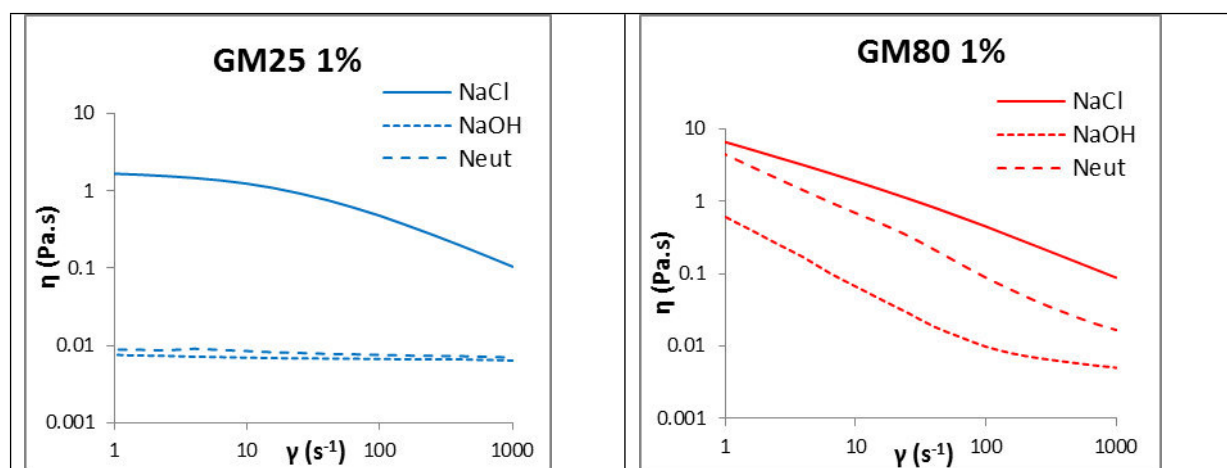 GM25 1%
NaCl
NaOH
Neut
10
1
0.1
0.01
0.001
η (Pa.s)
1
10
100
1000
γ (s⁻¹)
GM80 1%
NaCl
NaOH
Neut
10
1
0.1
0.01
0.001
η (Pa.s)
1
10
100
1000
γ (s⁻¹)